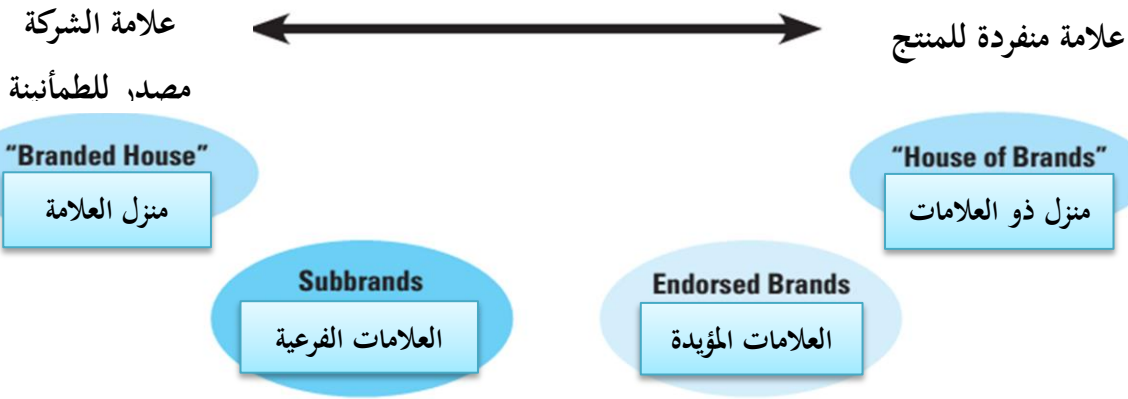 علامة الشركة
مصدر للطمأنينة
علامة منفردة للمنتج
"Branded House"
منزل العلامة
"House of Brands"
منزل ذو العلامات
Subbrands
العلامات الفرعية
Endorsed Brands
العلامات المؤيدة